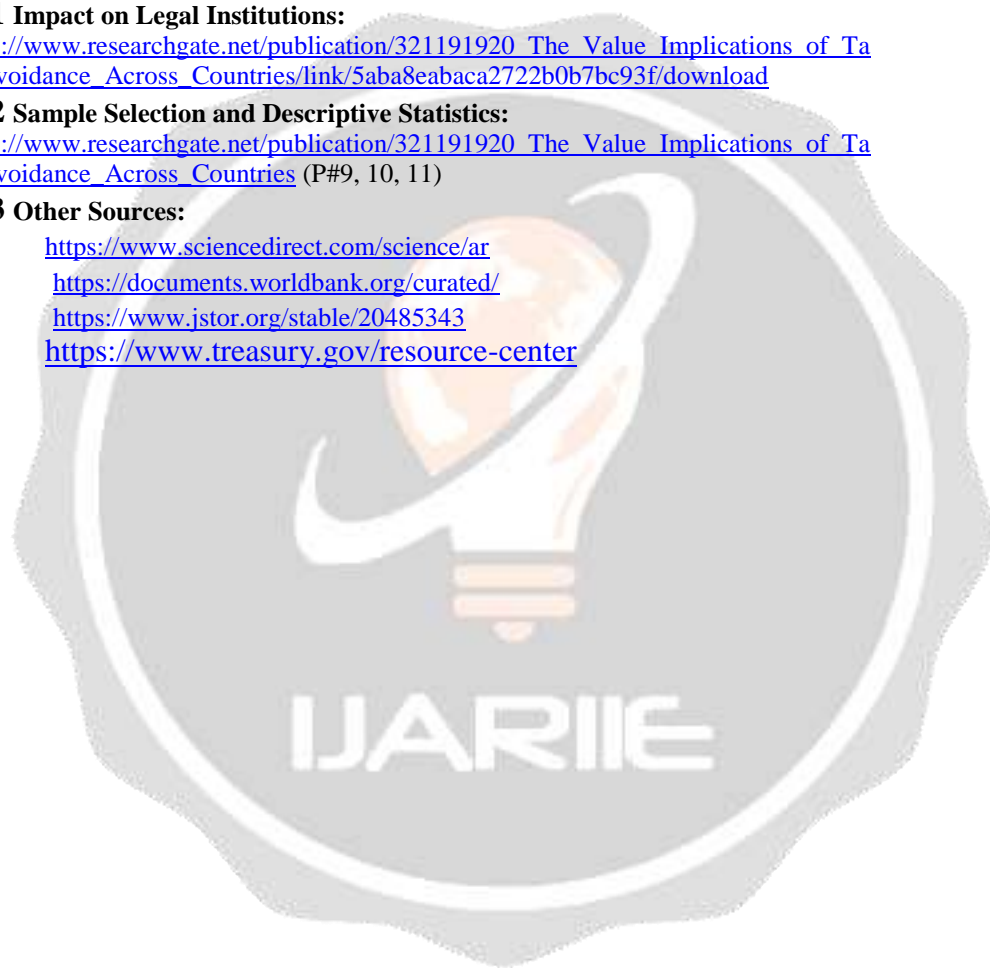 Impact on Legal Institutions:
://www.researchgate.net/publication/321191920_The_Value_Implications_of_Ta
voidance_Across_Countries/link/5aba8eabaca2722b0b7bc93f/download
2 Sample Selection and Descriptive Statistics:
://www.researchgate.net/publication/321191920_The_Value_Implications_of_Ta
voidance_Across_Countries (P#9, 10, 11)
3 Other Sources:
https://www.sciencedirect.com/science/ar
https://documents.worldbank.org/curated/
https://www.jstor.org/stable/20485343
https://www.treasury.gov/resource-center
IJARIIE